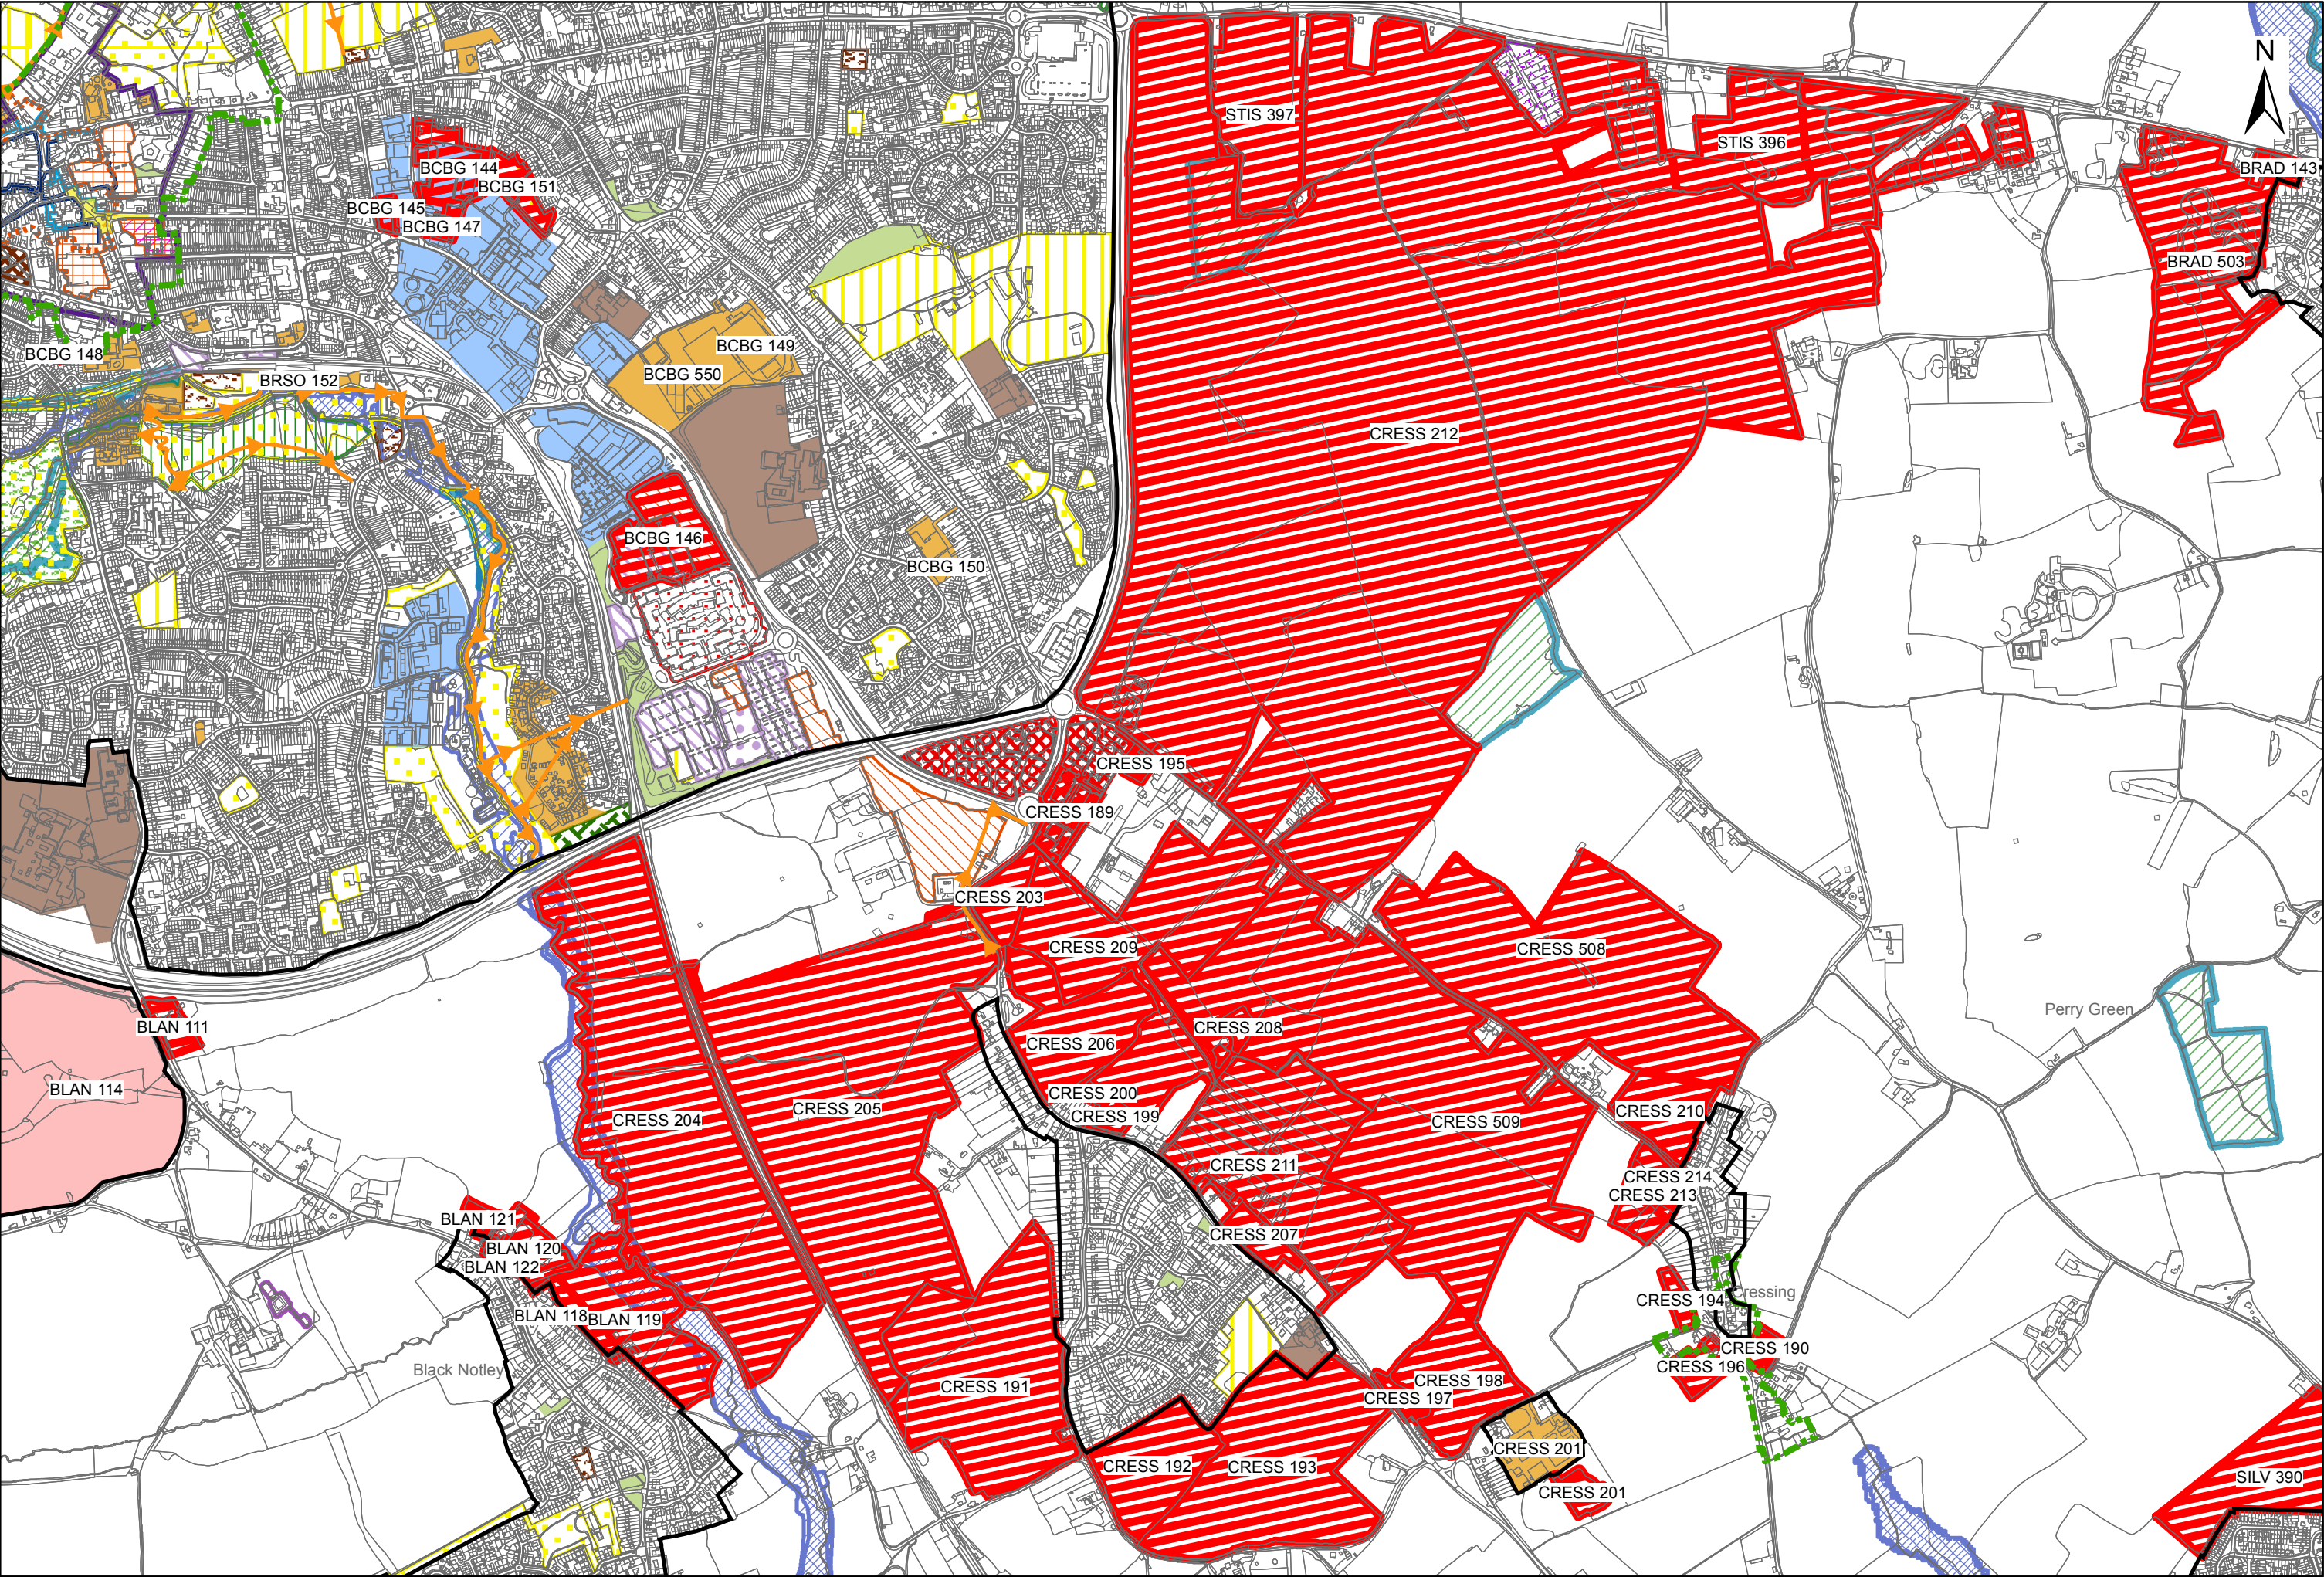 N
STIS 397
STIS 396
BCBG 144
BRAD 143
BCBG 151
BCBG 145
BCBG 147
BRAD 503
BCBG 149
BCBG 148
BCBG 550
BRSO 152
CRESS 212
BCBG 146
BCBG 150
CRESS 195
CRESS 189
CRESS 203
CRESS 209
CRESS 508
Perry Green
BLAN 111
CRESS 208
CRESS 206
BLAN 114
CRESS 200
CRESS 205
CRESS 210
CRESS 199
CRESS 204
CRESS 509
CRESS 211
CRESS 214
CRESS 213
BLAN 121
CRESS 207
BLAN 120
BLAN 122
ressing
CRESS 194
BLAN 118
BLAN 119
CRESS 190
CRESS 196
Black Notley
CRESS 198
CRESS 191
CRESS 197
CRESS 201
CRESS 192
CRESS 193
SILV 390
CRESS 201